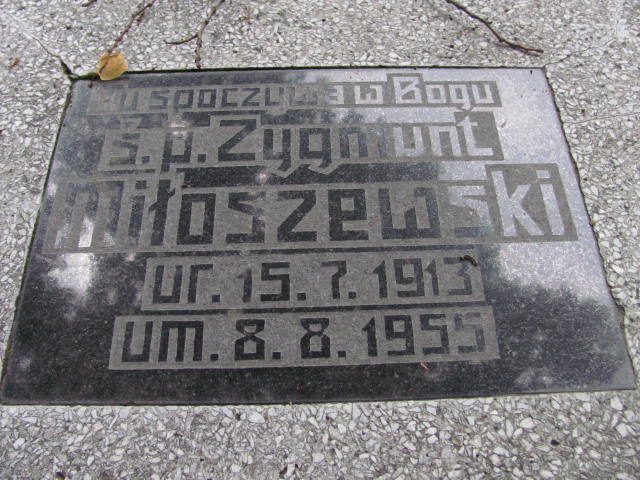 Tu spoczywa w Bogu
ś.p. Zygmunt
Miłoszewski
ur. 15.7.1913
um. 8.8.1955